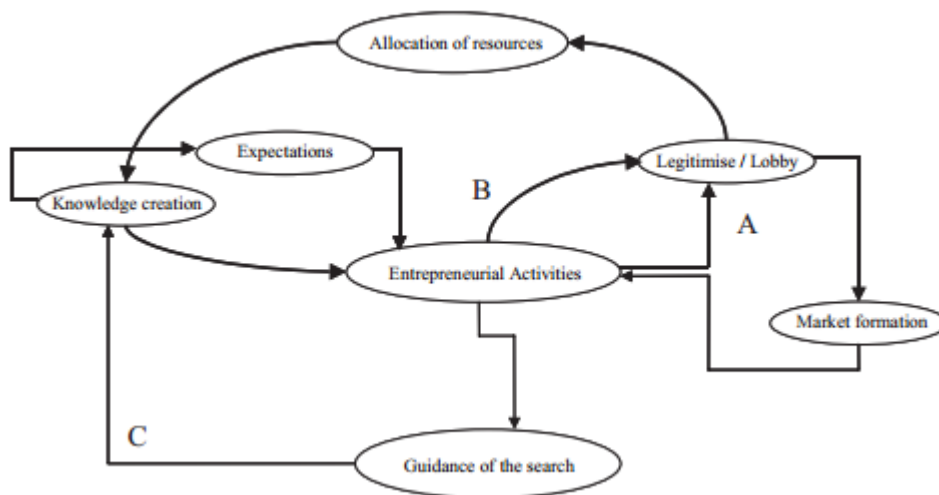 Allocation of resources
Expectations
Legitimise / Lobby
Knowledge creation
B
A
Entrepreneurial Activities
Market formation
C
Guidance of the search